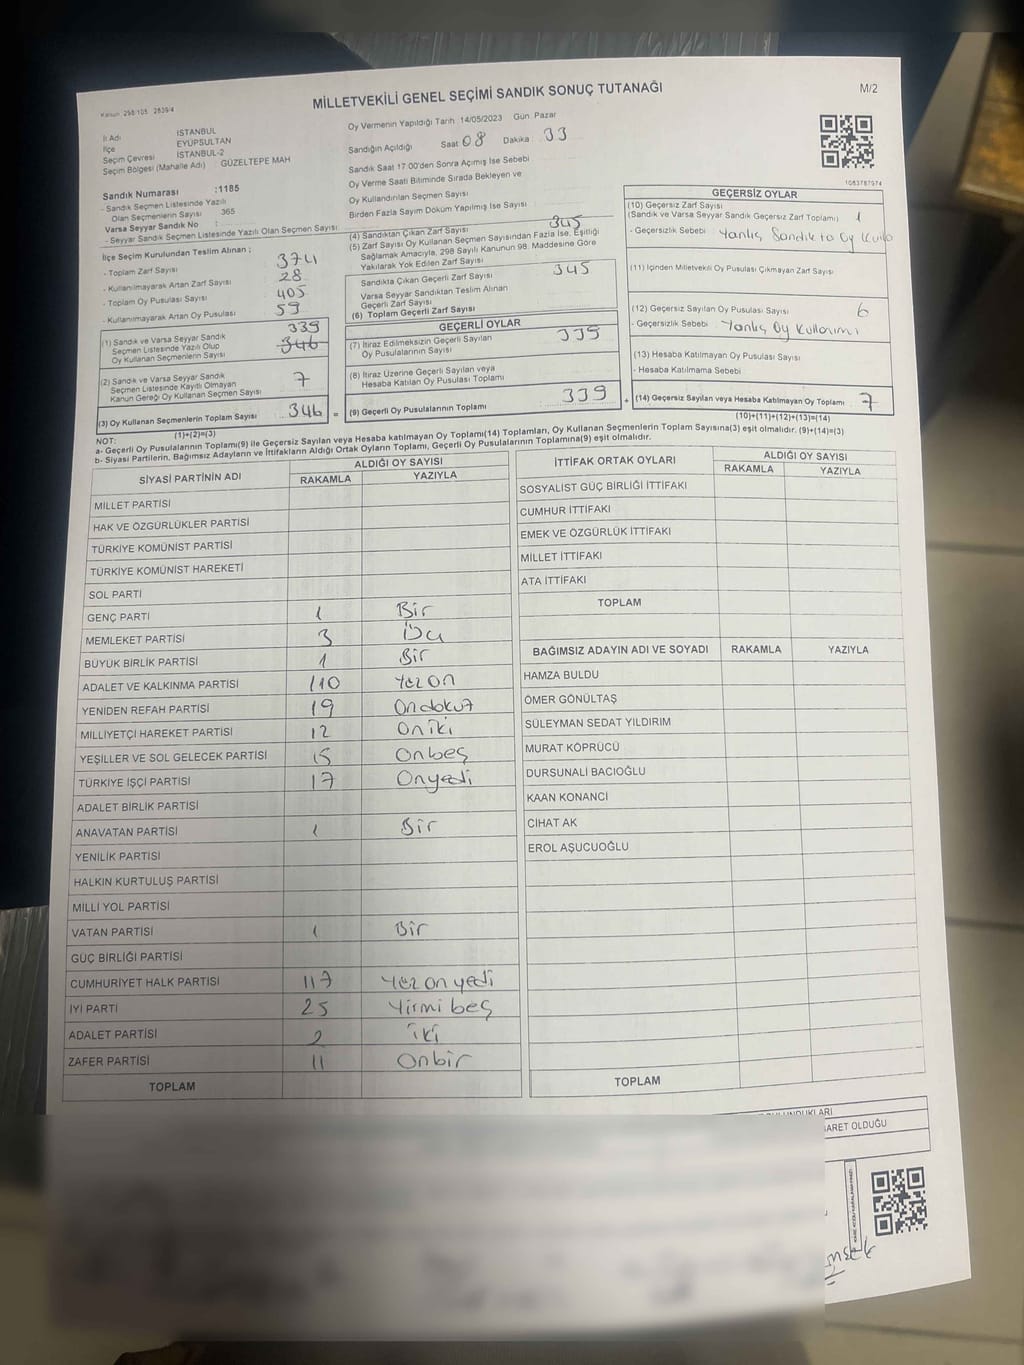 Kanun 298/105 2839/4
MİLLETVEKİLİ GENEL SEÇİMİ SANDIK SONUÇ TUTANAĞI
M/2
İl Adı İSTANBUL
İlçe EYÜPSULTAN
Seçim Çevresi İSTANBUL-2
Seçim Bölgesi (Mahalle Adı) : GÜZELTEPE MAH
Sandık Numarası :1185
- Sandık Seçmen Listesinde Yazılı
Olan Seçmenlerin Sayısı 365
Varsa Seyyar Sandık No :
- Seyyar Sandık Seçmen Listesinde Yazılı Olan Seçmen Sayısı
Oy Vermenin Yapıldığı Tarih :14/05/2023 Gün: Pazar
Sandığın Açıldığı Saat 08 Dakika 33
Sandık Saat 17:00'den Sonra Açımış İse Sebebi
Oy Verme Saati Bitiminde Sırada Bekleyen ve
Oy Kullandırılan Seçmen Sayısı
Birden Fazla Sayım Döküm Yapılmış İse Sayısı
1083787974
İlçe Seçim Kurulundan Teslim Alınan ;
- Toplam Zarf Sayısı 374
- Kullanılmayarak Artan Zarf Sayısı 28
- Toplam Oy Pusulası Sayısı 405
- Kullanılmayarak Artan Oy Pusulası 59
(1) Sandık ve Varsa Seyyar Sandık 339
Seçmen Listesinde Yazılı Olup 346
Oy Kullanan Seçmenlerin Sayısı
(2) Sandık ve Varsa Seyyar Sandık
Seçmen Listesinde Kayıtlı Olmayan 7
Kanun Gereği Oy Kullanan Seçmen Sayısı
(3) Oy Kullanan Seçmenlerin Toplam Sayısı 346 =
(1)+(2)=(3)
(4) Sandıktan Çıkan Zarf Sayısı 345
(5) Zarf Sayısı Oy Kullanan Seçmen Sayısından Fazla İse, Eşitliği
Sağlamak Amacıyla, 298 Sayılı Kanunun 98. Maddesine Göre
Yakılarak Yok Edilen Zarf Sayısı
Sandıkta Çıkan Geçerli Zarf Sayısı 345
Varsa Seyyar Sandıktan Teslim Alınan
Geçerli Zarf Sayısı
(6) Toplam Geçerli Zarf Sayısı
GEÇERLİ OYLAR
(7) İtiraz Edilmeksizin Geçerli Sayılan 339
Oy Pusulalarının Sayısı
(8) İtiraz Üzerine Geçerli Sayılan veya
Hesaba Katılan Oy Pusulası Toplamı
(9) Geçerli Oy Pusulalarının Toplamı 339 +
GEÇERSİZ OYLAR
(10) Geçersiz Zarf Sayısı 1
(Sandık ve Varsa Seyyar Sandık Geçersiz Zarf Toplamı)
- Geçersizlik Sebebi Yanlış Sandıkta Oy
(11) İçinden Milletvekili Oy Pusulası Çıkmayan Zarf Sayısı
(12) Geçersiz Sayılan Oy Pusulası Sayısı 6
- Geçersizlik Sebebi Yanlış Oy Kullanımı
(13) Hesaba Katılmayan Oy Pusulası Sayısı
- Hesaba Katılmama Sebebi
(14) Geçersiz Sayılan veya Hesaba Katılmayan Oy Toplamı 7
(10)+(11)+(12)+(13)=(14)
NOT:
a- Geçerli Oy Pusulalarının Toplamı(9) ile Geçersiz Sayılan veya Hesaba katılmayan Oy Toplamı(14) Toplamları, Oy Kullanan Seçmenlerin Toplam Sayısına(3) eşit olmalıdır. (9)+(14)=(3)
b- Siyasi Partilerin, Bağımsız Adayların ve İttifakların Aldığı Ortak Oyların Toplamı, Geçerli Oy Pusulalarının Toplamına(9) eşit olmalıdır.
SİYASİ PARTİNİN ADI ALDIĞI OY SAYISI
RAKAMLA YAZIYLA
MİLLET PARTİSİ
HAK VE ÖZGÜRLÜKLER PARTİSİ
TÜRKİYE KOMÜNİST PARTİSİ
TÜRKİYE KOMÜNİST HAREKETİ
SOL PARTİ
GENÇ PARTİ 1 Bir
MEMLEKET PARTİSİ 3 Üçü
BÜYÜK BİRLİK PARTİSİ 1 Bir
ADALET VE KALKINMA PARTİSİ 110 Yüz on
YENİDEN REFAH PARTİSİ 19 Ondokuz
MİLLİYETÇİ HAREKET PARTİSİ 12 Oniki
YEŞİLLER VE SOL GELECEK PARTİSİ 15 Onbeş
TÜRKİYE İŞÇİ PARTİSİ 17 Onyedi
ADALET BİRLİK PARTİSİ
ANAVATAN PARTİSİ 1 Bir
YENİLİK PARTİSİ
HALKIN KURTULUŞ PARTİSİ
MİLLİ YOL PARTİSİ
VATAN PARTİSİ 1 Bir
GÜÇ BİRLİĞİ PARTİSİ
CUMHURİYET HALK PARTİSİ 117 Yüz on yedi
İYİ PARTİ 25 Yirmi beş
ADALET PARTİSİ 2 iki
ZAFER PARTİSİ 11 Onbir
TOPLAM
İTTİFAK ORTAK OYLARI ALDIĞI OY SAYISI
RAKAMLA YAZIYLA
SOSYALİST GÜÇ BİRLİĞİ İTTİFAKI
CUMHUR İTTİFAKI
EMEK VE ÖZGÜRLÜK İTTİFAKI
MİLLET İTTİFAKI
ATA İTTİFAKI
TOPLAM
BAĞIMSIZ ADAYIN ADI VE SOYADI RAKAMLA YAZIYLA
HAMZA BULDU
ÖMER GÖNÜLTAŞ
SÜLEYMAN SEDAT YILDIRIM
MURAT KÖPRÜCÜ
DURSUNALİ BACIOĞLU
KAAN KONANCI
CİHAT AK
EROL AŞUCUOĞLU
TOPLAM
ARET OLDUĞU